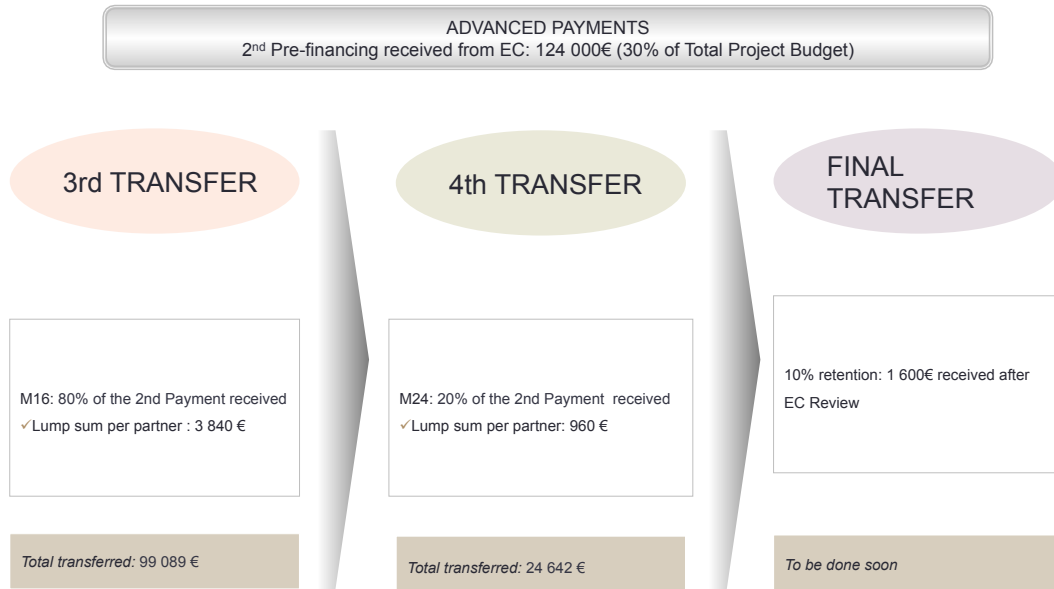 ADVANCED PAYMENTS
2nd Pre-financing received from EC: 124 000€ (30% of Total Project Budget)
3rd TRANSFER
4th TRANSFER
FINAL
TRANSFER
M16: 80% of the 2nd Payment received
✓Lump sum per partner : 3 840 €
M24: 20% of the 2nd Payment received
✓Lump sum per partner: 960 €
10% retention: 1 600€ received after
EC Review
Total transferred: 99 089 €
Total transferred: 24 642 €
To be done soon